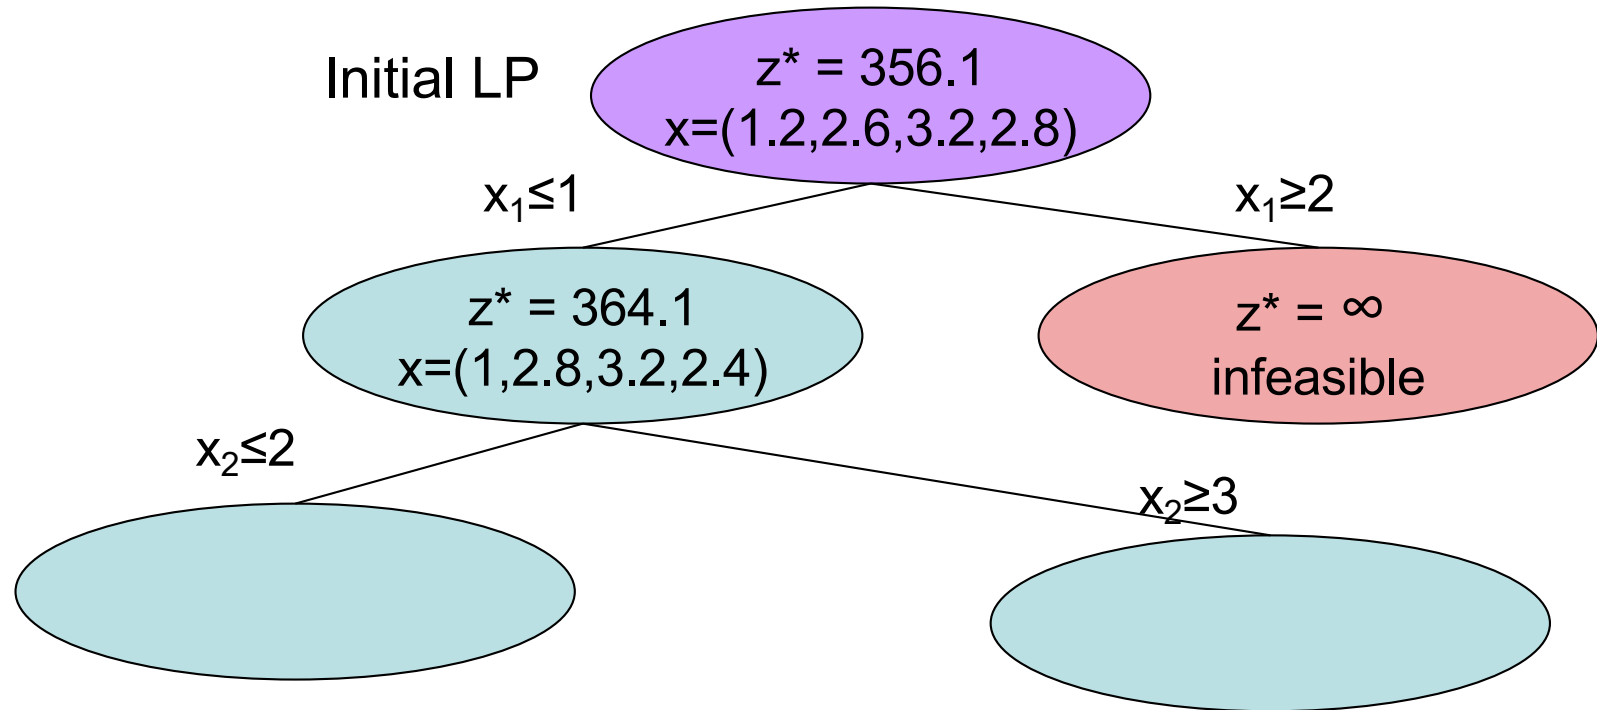 Initial LP
z* = 356.1
x=(1.2,2.6,3.2,2.8)
x₁≤1
x₁≥2
z* = 364.1
x=(1,2.8,3.2,2.4)
z* = ∞
infeasible
x₂≤2
x₂≥3